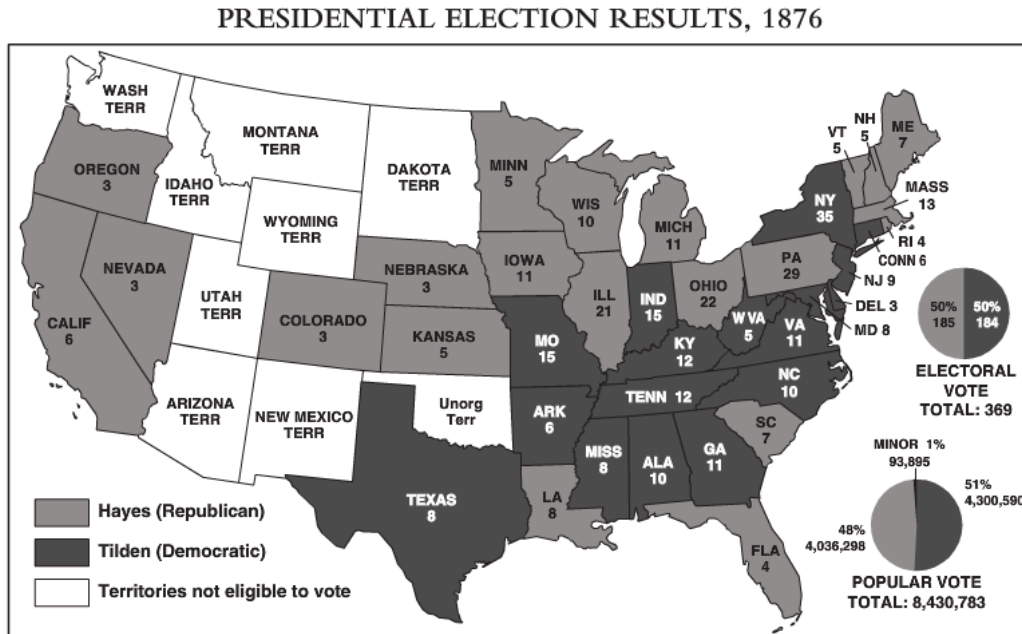 PRESIDENTIAL ELECTION RESULTS, 1876
WASH
TERR
OREGON
3
CALIF
6
NEVADA
3
IDAHO
TERR
MONTANA
TERR
WYOMING
TERR
UTAH
TERR
ARIZONA
TERR
COLORADO
3
NEW MEXICO
TERR
DAKOTA
TERR
NEBRASKA
3
KANSAS
5
Unorg
Terr
TEXAS
8
MINN
5
IOWA
11
MO
15
ARK
6
LA
8
WIS
10
ILL
21
MICH
11
IND
15
OHIO
22
KY
12
TENN 12
MISS
8
ALA
10
GA
11
FLA
4
SC
7
NC
10
VA
11
W VA
5
PA
29
NY
35
VT
5
NH
5
ME
7
MASS
13
RI 4
CONN 6
NJ 9
DEL 3
MD 8
50%
185
50%
184
ELECTORAL
VOTE
TOTAL: 369
MINOR 1%
93,895
51%
4,300,590
48%
4,036,298
POPULAR VOTE
TOTAL: 8,430,783
Hayes (Republican)
Tilden (Democratic)
Territories not eligible to vote